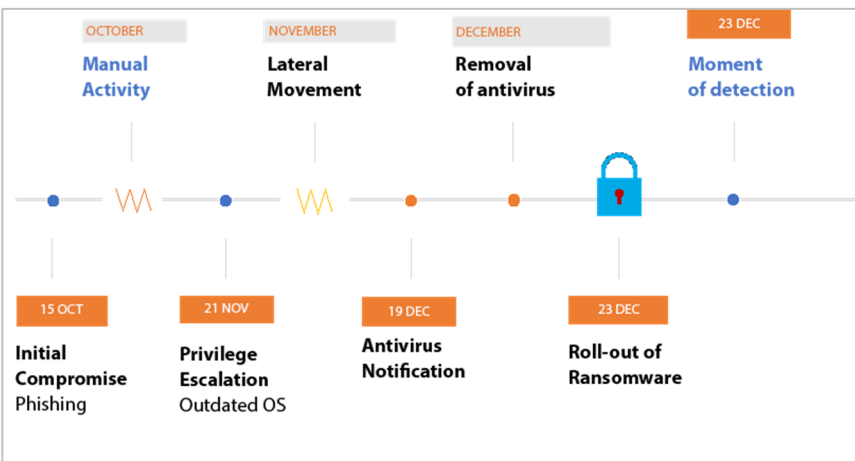 OCTOBER
Manual
Activity
NOVEMBER
Lateral
Movement
DECEMBER
Removal
of antivirus
23 DEC
Moment
of detection
15 OCT
Initial
Compromise
Phishing
21 NOV
Privilege
Escalation
Outdated OS
19 DEC
Antivirus
Notification
23 DEC
Roll-out of
Ransomware